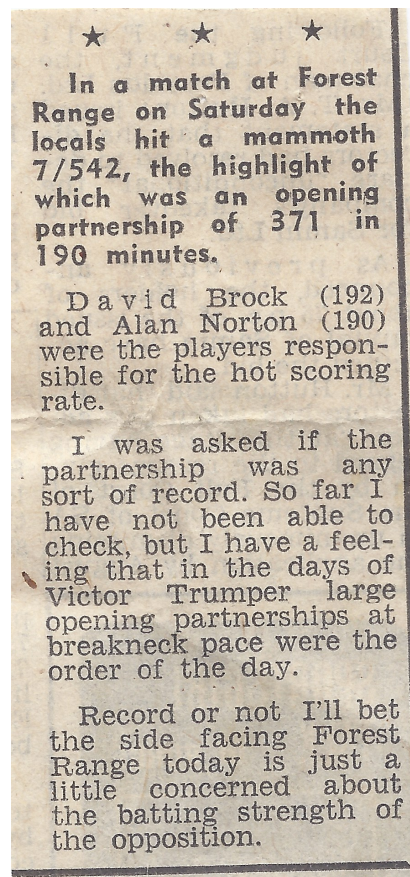 In a match at Forest
Range on Saturday the
locals hit a mammoth
7/542, the highlight of
which was an opening
partnership of 371 in
190 minutes.
David Brock (192)
and Alan Norton (190)
were the players respon-
sible for the hot scoring
rate.
I was asked if the
partnership was any
sort of record. So far I
have not been able to
check, but I have a feel-
ing that in the days of
Victor Trumper large
opening partnerships at
breakneck pace were the
order of the day.
Record or not I'll bet
the side facing Forest
Range today is just a
little concerned about
the batting strength of
the opposition.